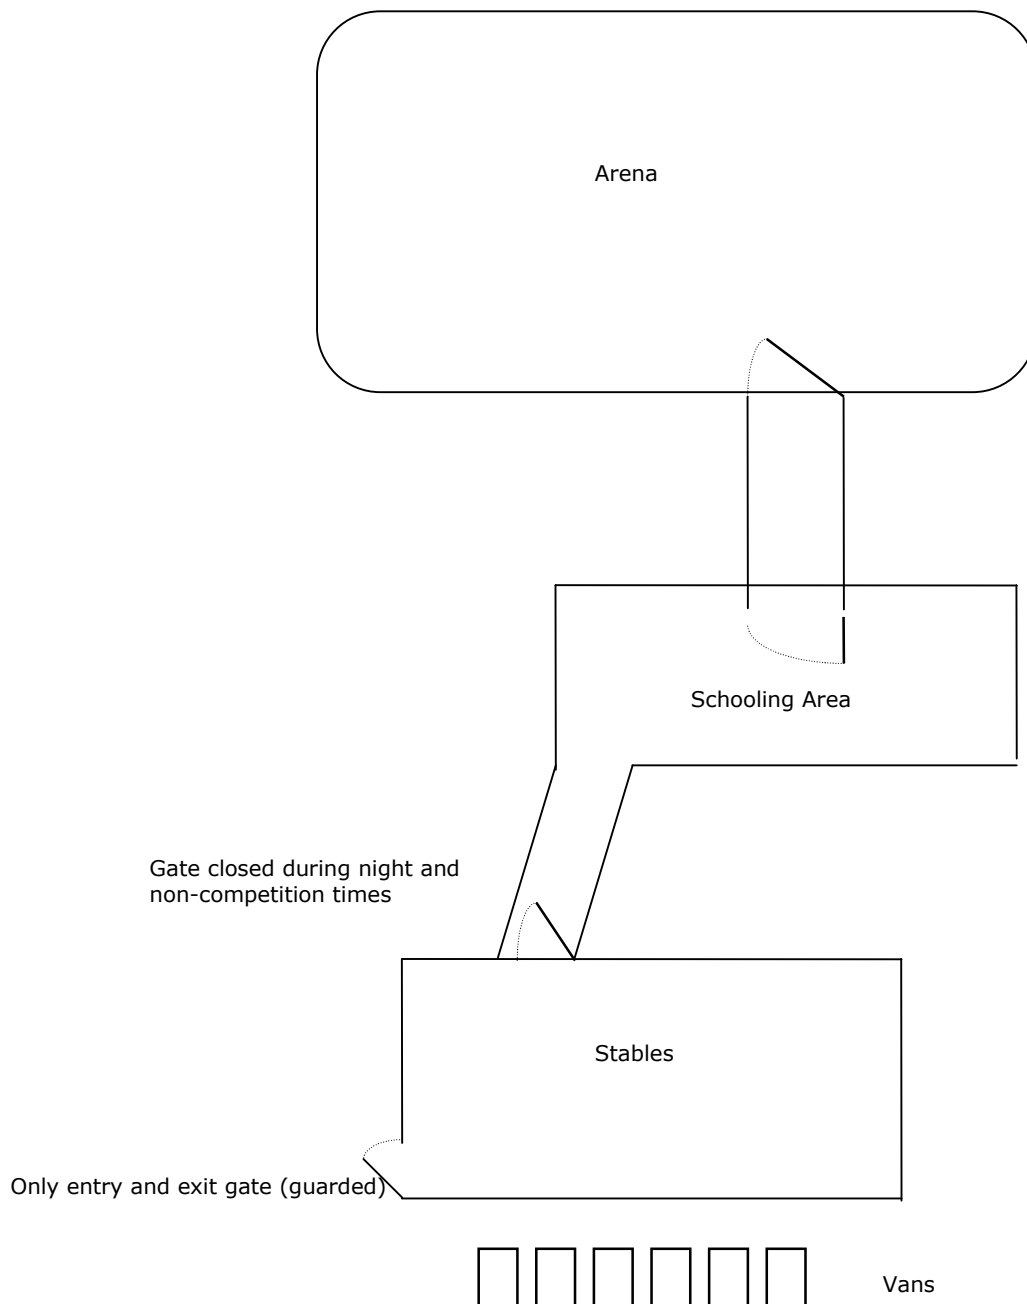 Arena
Schooling Area
Gate closed during night and
non-competition times
Stables
Only entry and exit gate (guarded)
Vans